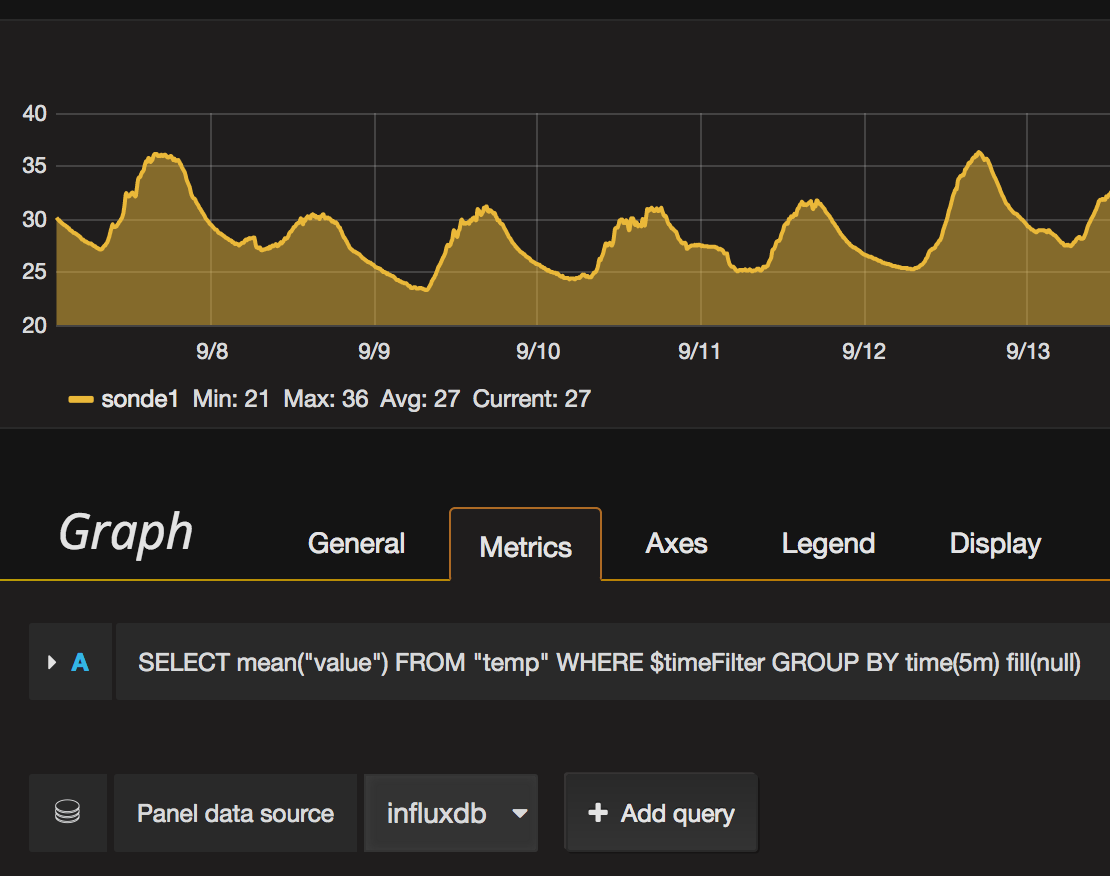 40
35
30
25
20
9/8 9/9 9/10 9/11 9/12 9/13
sonde1 Min: 21 Max: 36 Avg: 27 Current: 27
Graph General Metrics Axes Legend Display
A SELECT mean("value") FROM "temp" WHERE $timeFilter GROUP BY time(5m) fill(null)
Panel data source influxdb + Add query